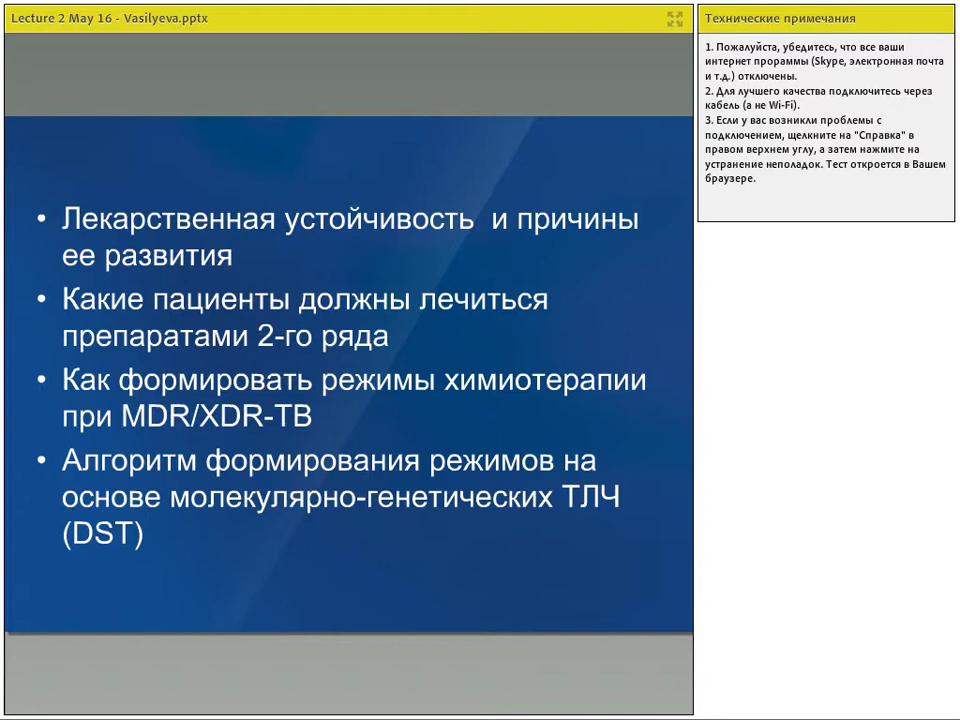 Lecture 2 May 16 - Vasilyeva.pptx
• Лекарственная устойчивость и причины
ее развития
• Какие пациенты должны лечиться
препаратами 2-го ряда
• Как формировать режимы химиотерапии
при MDR/XDR-TB
• Алгоритм формирования режимов на
основе молекулярно-генетических ТЛЧ
(DST)
Технические примечания
1. Пожалуйста, убедитесь, что все ваши
интернет прораммы (Skype, электронная почта
и т.д.) отключены.
2. Для лучшего качества подключитесь через
кабель (а не Wi-Fi).
3. Если у вас возникли проблемы с
подключением, щелкните на "Справка" в
правом верхнем углу, а затем нажмите на
устранение неполадок. Тест откроется в Вашем
браузере.